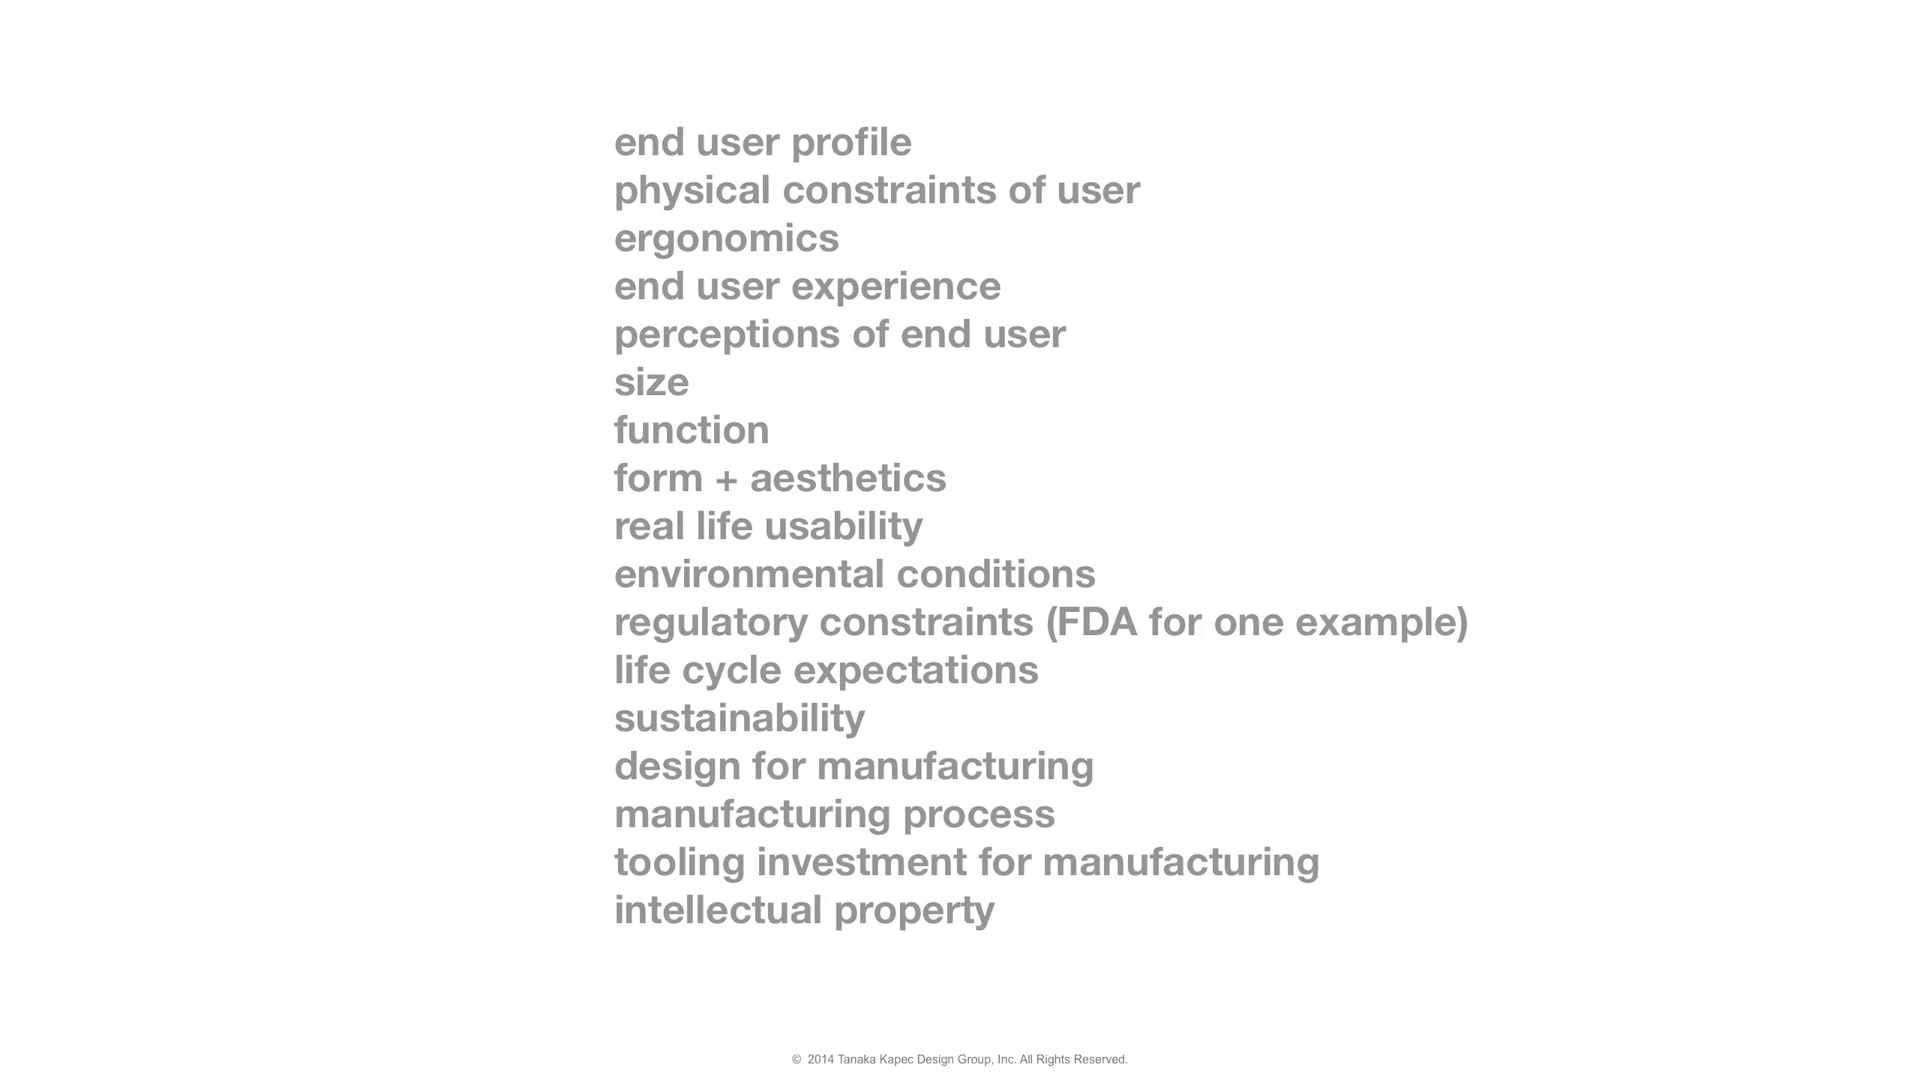 end user profile
physical constraints of user
ergonomics
end user experience
perceptions of end user
size
function
form + aesthetics
real life usability
environmental conditions
regulatory constraints (FDA for one example)
life cycle expectations
sustainability
design for manufacturing
manufacturing process
tooling investment for manufacturing
intellectual property
© 2014 Tanaka Kapec Design Group, Inc. All Rights Reserved.